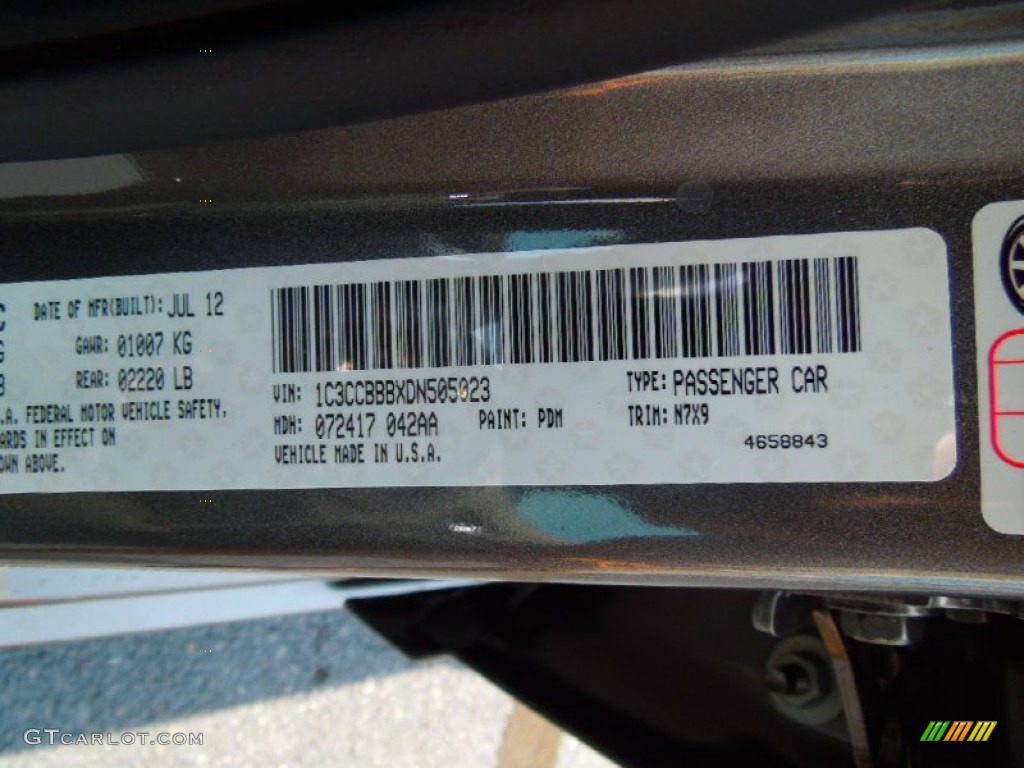 DATE OF MFR(BUILT): JUL 12
GAWR: 01007 KG
REAR: 02220 LB
.A. FEDERAL MOTOR VEHICLE SAFETY,
ARDS IN EFFECT ON
OWN ABOVE.
VIN: 1C3CCBBBXDN505023
TYPE: PASSENGER CAR
MDH: 072417 042AA PAINT: PDM TRIM: N7X9
VEHICLE MADE IN U.S.A.
4658843
GTCARLOT.COM